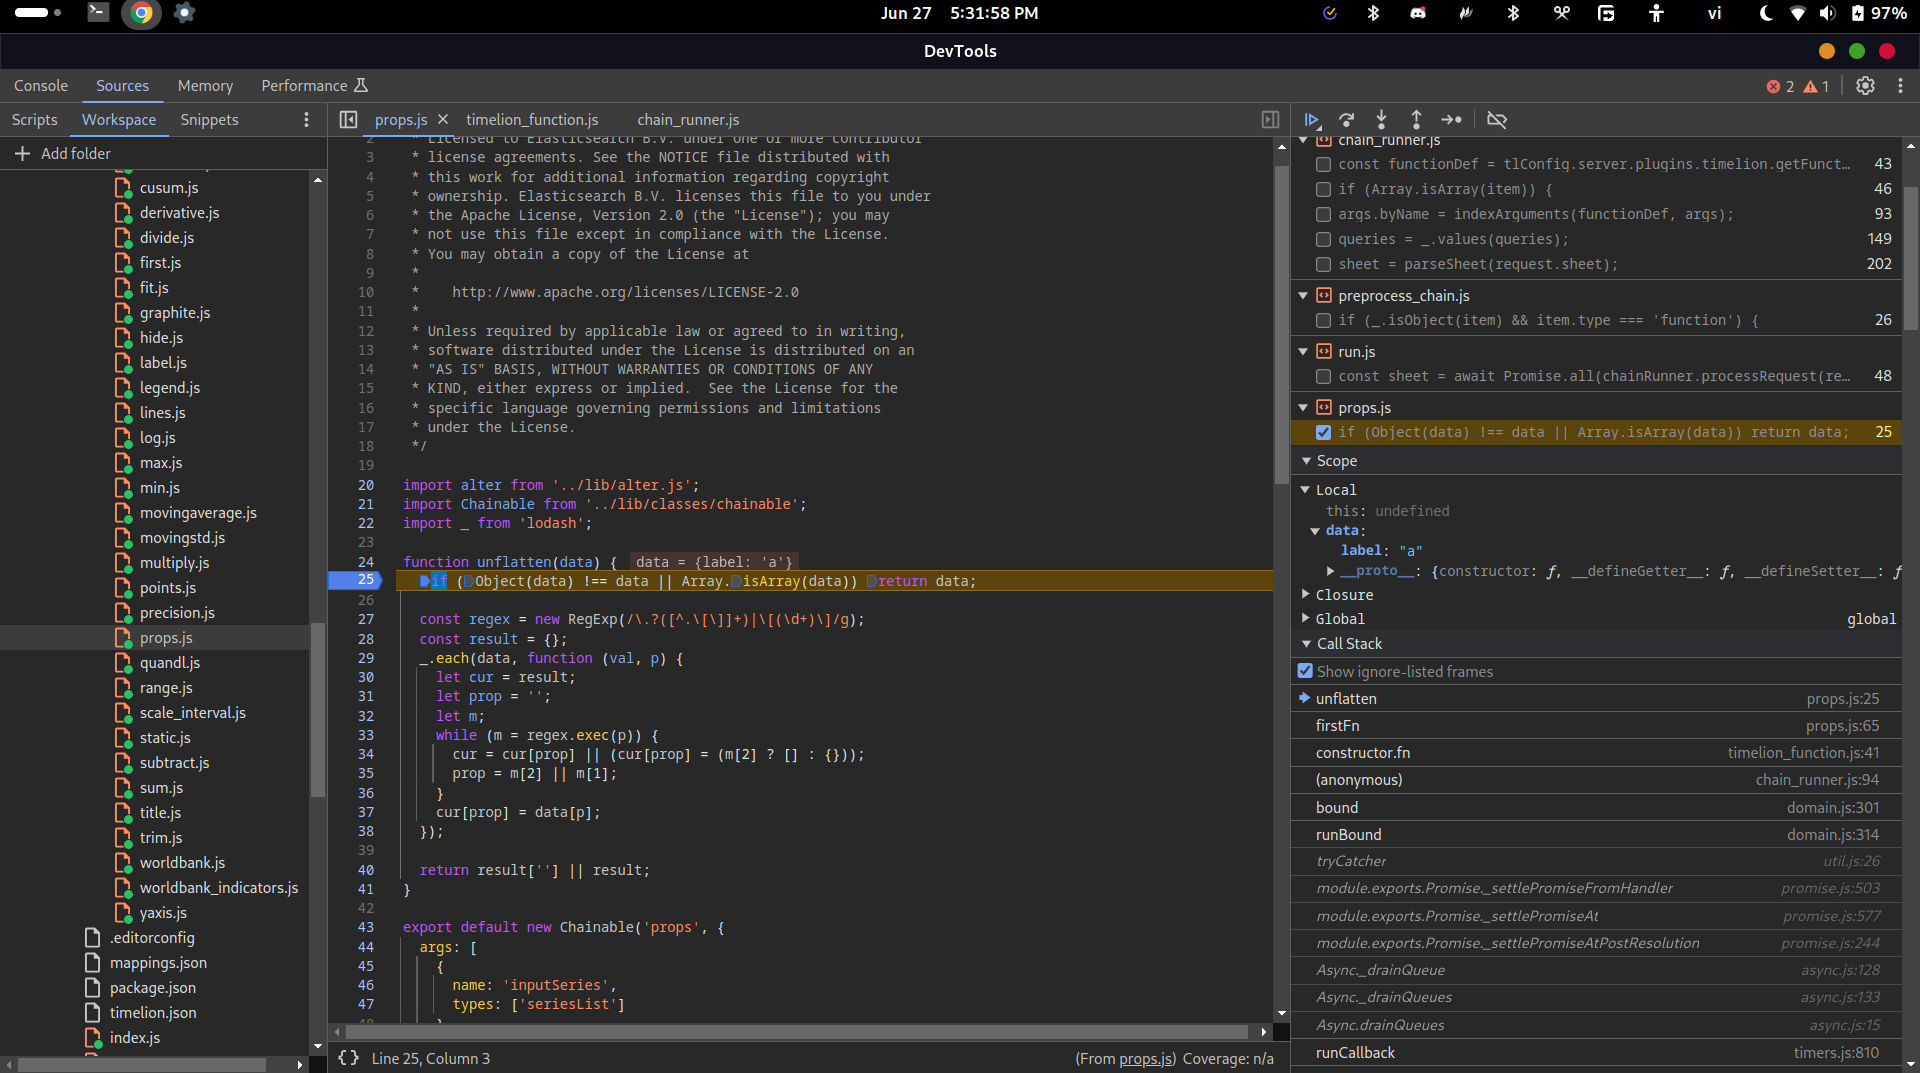 Jun 27 5:31:58 PM
vi
97%
DevTools
Console
Sources
Memory
Performance
2
1
Scripts
Workspace
Snippets
Add folder
cusum.js
derivative.js
divide.js
first.js
fit.js
graphite.js
hide.js
label.js
legend.js
lines.js
log.js
max.js
min.js
movingaverage.js
movingstd.js
multiply.js
points.js
precision.js
props.js
quandl.js
range.js
scale_interval.js
static.js
subtract.js
sum.js
title.js
trim.js
worldbank.js
worldbank_indicators.js
yaxis.js
.editorconfig
mappings.json
package.json
timelion.json
index.js
props.js
timelion_function.js
chain_runner.js
2 * Licensed to Elasticsearch B.V. under one or more contributor
3 * license agreements. See the NOTICE file distributed with
4 * this work for additional information regarding copyright
5 * ownership. Elasticsearch B.V. licenses this file to you under
6 * the Apache License, Version 2.0 (the "License"); you may
7 * not use this file except in compliance with the License.
8 * You may obtain a copy of the License at
9 *
10 *    http://www.apache.org/licenses/LICENSE-2.0
11 *
12 * Unless required by applicable law or agreed to in writing,
13 * software distributed under the License is distributed on an
14 * "AS IS" BASIS, WITHOUT WARRANTIES OR CONDITIONS OF ANY
15 * KIND, either express or implied.  See the License for the
16 * specific language governing permissions and limitations
17 * under the License.
18 */
19
20 import alter from '../lib/alter.js';
21 import Chainable from '../lib/classes/chainable';
22 import _ from 'lodash';
23
24 function unflatten(data) { data = {label: 'a'}
25   if (Object(data) !== data || Array.isArray(data)) return data;
26
27   const regex = new RegExp(/\.?([^.\[\]]+)|\[(\d+)\]/g);
28   const result = {};
29   _.each(data, function (val, p) {
30     let cur = result;
31     let prop = '';
32     let m;
33     while (m = regex.exec(p)) {
34       cur = cur[prop] || (cur[prop] = (m[2] ? [] : {}));
35       prop = m[2] || m[1];
36     }
37     cur[prop] = data[p];
38   });
39
40   return result[''] || result;
41 }
42
43 export default new Chainable('props', {
44   args: [
45     {
46       name: 'inputSeries',
47       types: ['seriesList']
48     }
{} Line 25, Column 3
(From props.js) Coverage: n/a
chain_runner.js
const functionDef = tlConfig.server.plugins.timelion.getFunct… 43
if (Array.isArray(item)) { 46
args.byName = indexArguments(functionDef, args); 93
queries = _.values(queries); 149
sheet = parseSheet(request.sheet); 202
preprocess_chain.js
if (_.isObject(item) && item.type === 'function') { 26
run.js
const sheet = await Promise.all(chainRunner.processRequest(re… 48
props.js
if (Object(data) !== data || Array.isArray(data)) return data; 25
Scope
Local
this: undefined
data:
label: "a"
__proto__: {constructor: ƒ, __defineGetter__: ƒ, __defineSetter__: ƒ
Closure
Global global
Call Stack
Show ignore-listed frames
unflatten props.js:25
firstFn props.js:65
constructor.fn timelion_function.js:41
(anonymous) chain_runner.js:94
bound domain.js:301
runBound domain.js:314
tryCatcher util.js:26
module.exports.Promise._settlePromiseFromHandler promise.js:503
module.exports.Promise._settlePromiseAt promise.js:577
module.exports.Promise._settlePromiseAtPostResolution promise.js:244
Async._drainQueue async.js:128
Async._drainQueues async.js:133
Async.drainQueues async.js:15
runCallback timers.js:810